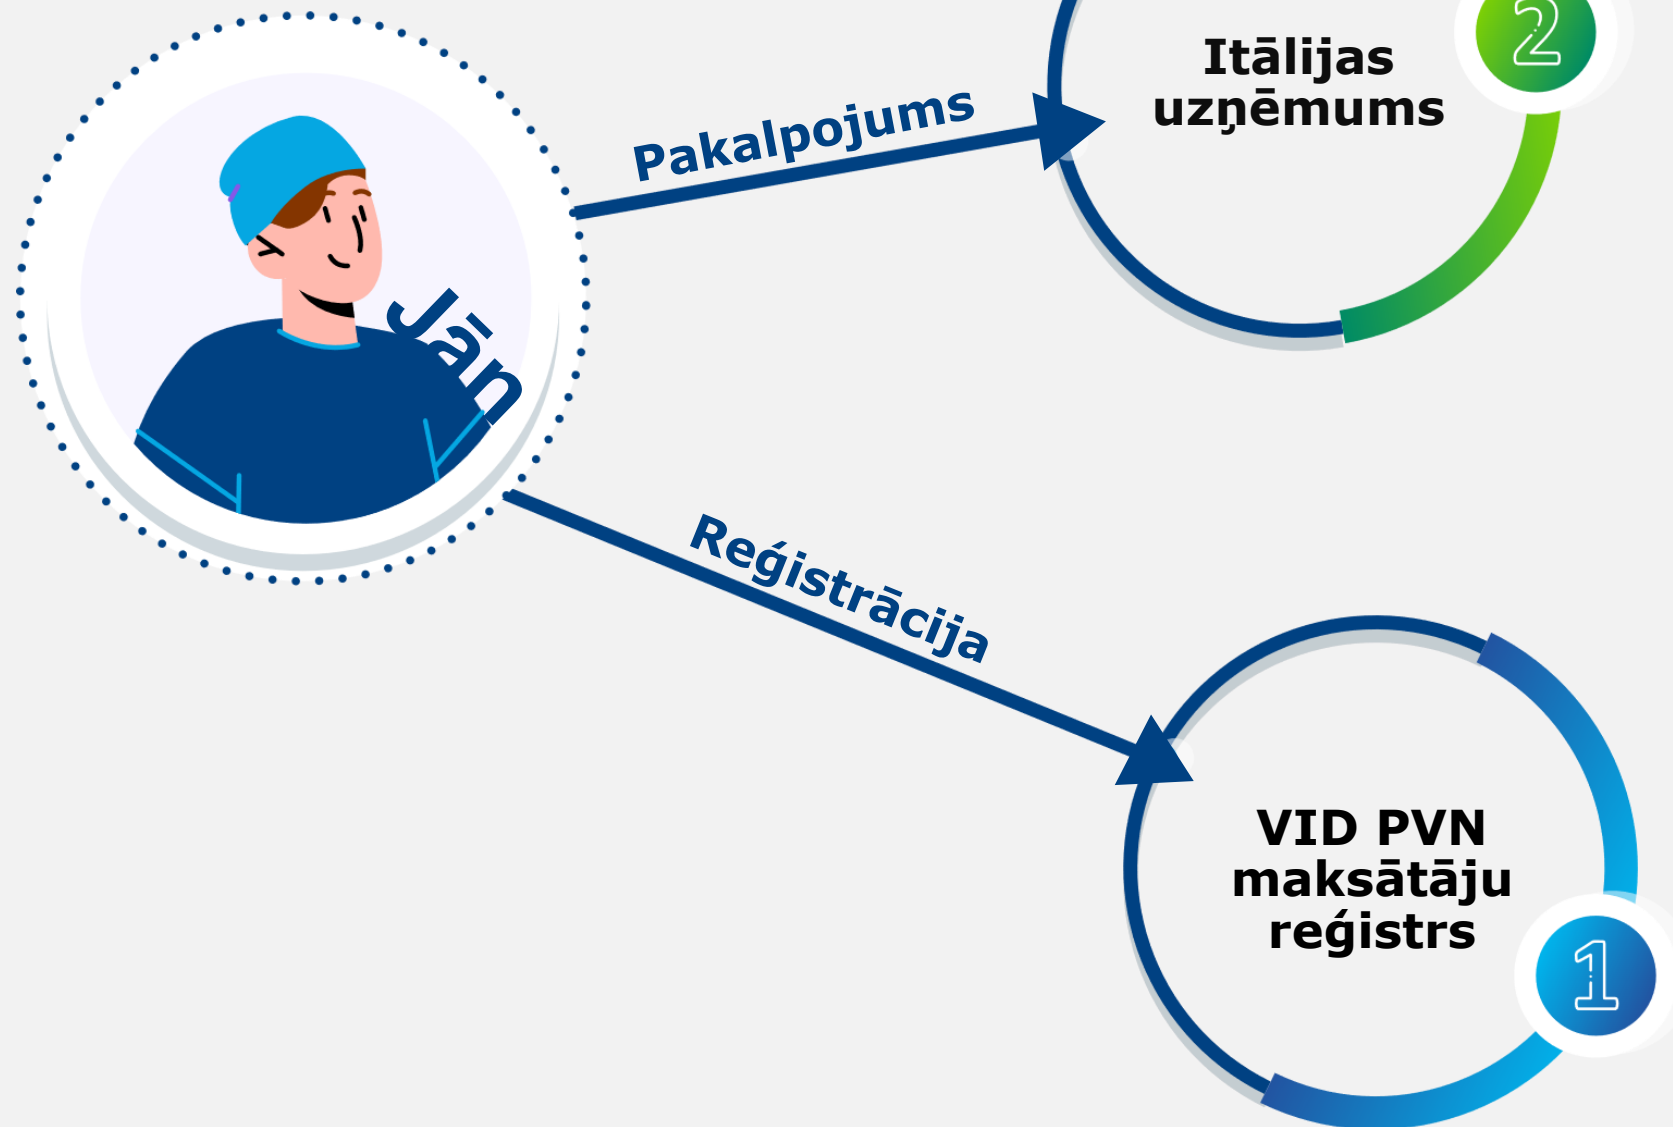 2
Itālijas
uzņēmums
Pakalpojums
Jān
Reģistrācija
VID PVN
maksātāju
reģistrs
1